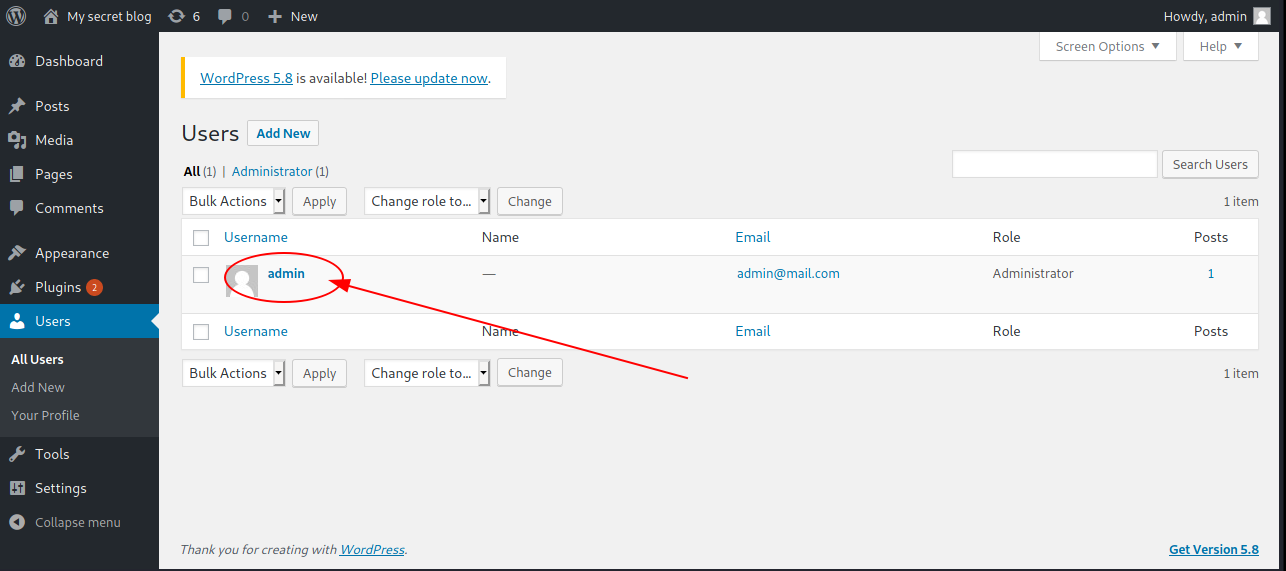 My secret blog 6 0 New Howdy, admin
Screen Options Help
Dashboard
Posts
Media
Pages
Comments
Appearance
Plugins 2
Users
All Users
Add New
Your Profile
Tools
Settings
Collapse menu
WordPress 5.8 is available! Please update now.
Users Add New
All (1) | Administrator (1)
Search Users
Bulk Actions Apply Change role to... Change 1 item
Username Name Email Role Posts
admin — admin@mail.com Administrator 1
Username Name Email Role Posts
Bulk Actions Apply Change role to... Change 1 item
Thank you for creating with WordPress. Get Version 5.8